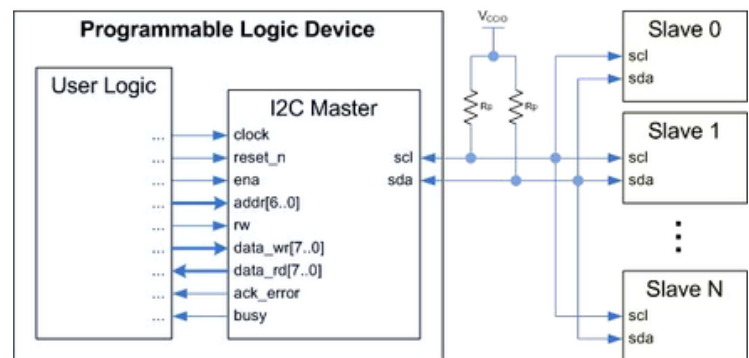 Programmable Logic Device
User Logic
...
...
...
...
...
...
...
...
...
I2C Master
clock
reset_n
ena
addr[6..0]
rw
data_wr[7..0]
data_rd[7..0]
ack_error
busy
scl
sda
VCCIO
RP
RP
Slave 0
scl
sda
Slave 1
scl
sda
Slave N
scl
sda